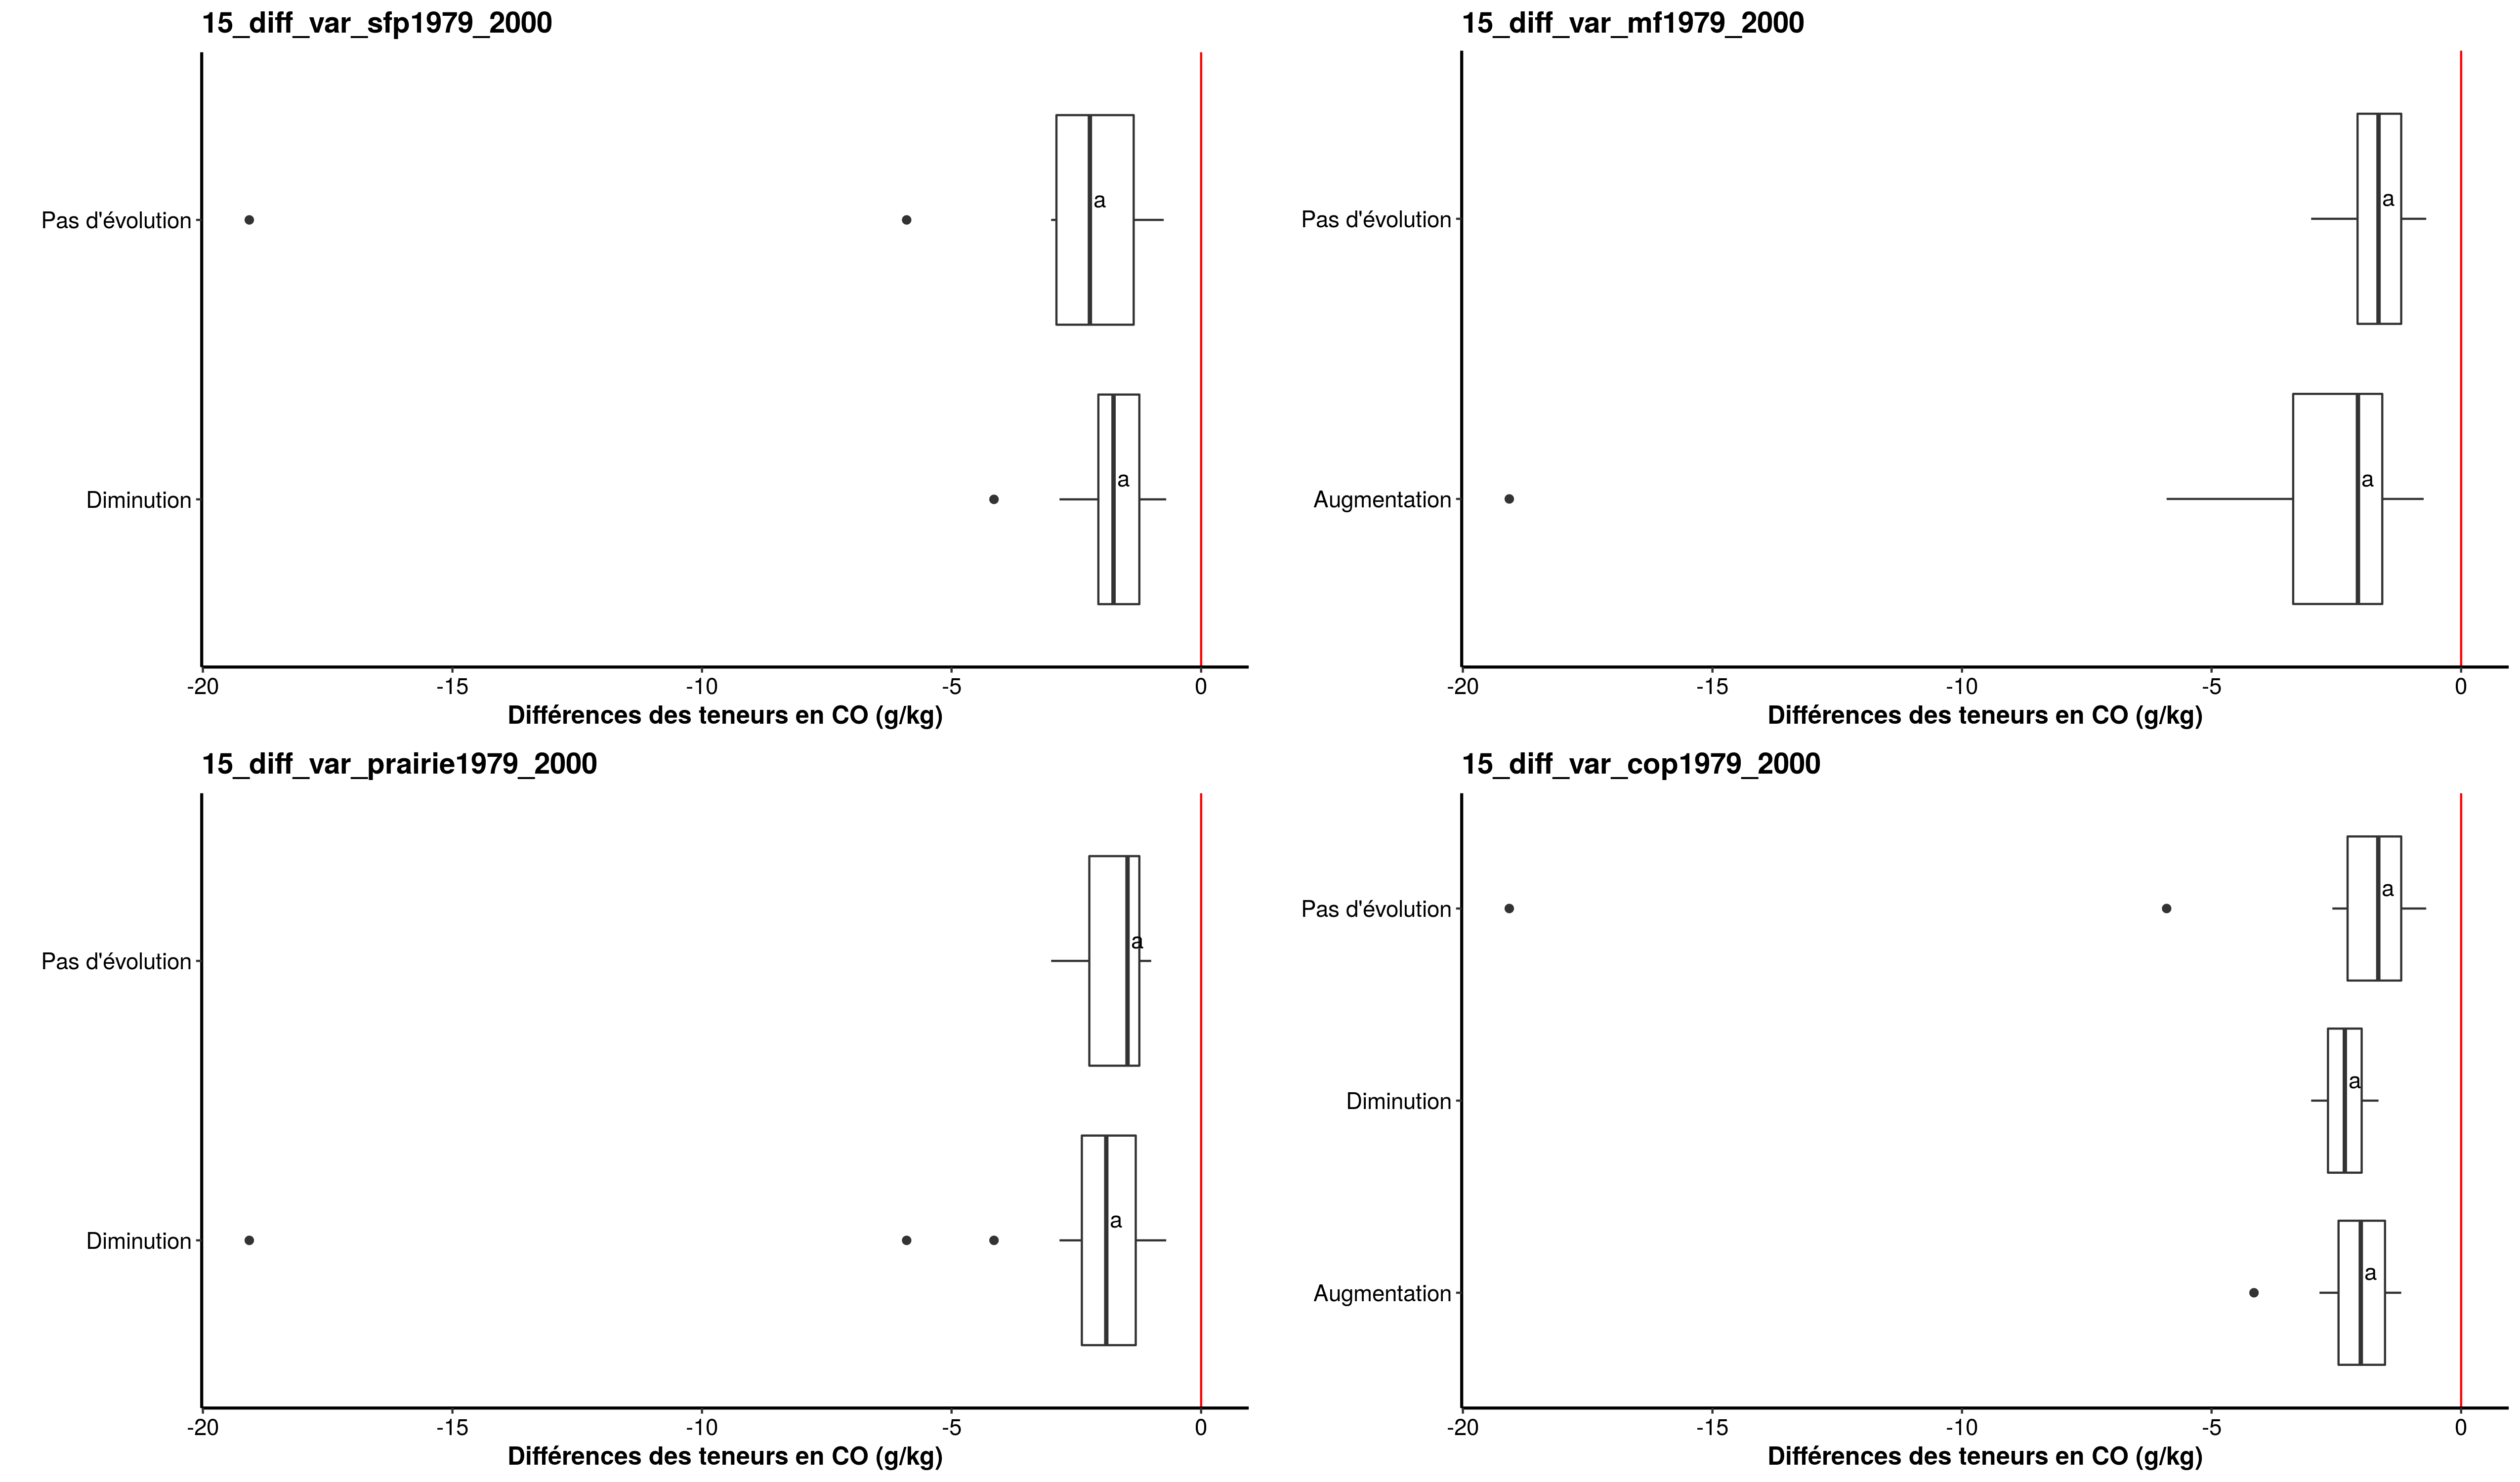 15_diff_var_sfp1979_2000
Pas d'évolution
a
Diminution
a
-20 -15 -10 -5 0
Différences des teneurs en CO (g/kg)
15_diff_var_mf1979_2000
Pas d'évolution
a
Augmentation
a
-20 -15 -10 -5 0
Différences des teneurs en CO (g/kg)
15_diff_var_prairie1979_2000
Pas d'évolution
a
Diminution
a
-20 -15 -10 -5 0
Différences des teneurs en CO (g/kg)
15_diff_var_cop1979_2000
Pas d'évolution
a
Diminution
a
Augmentation
a
-20 -15 -10 -5 0
Différences des teneurs en CO (g/kg)